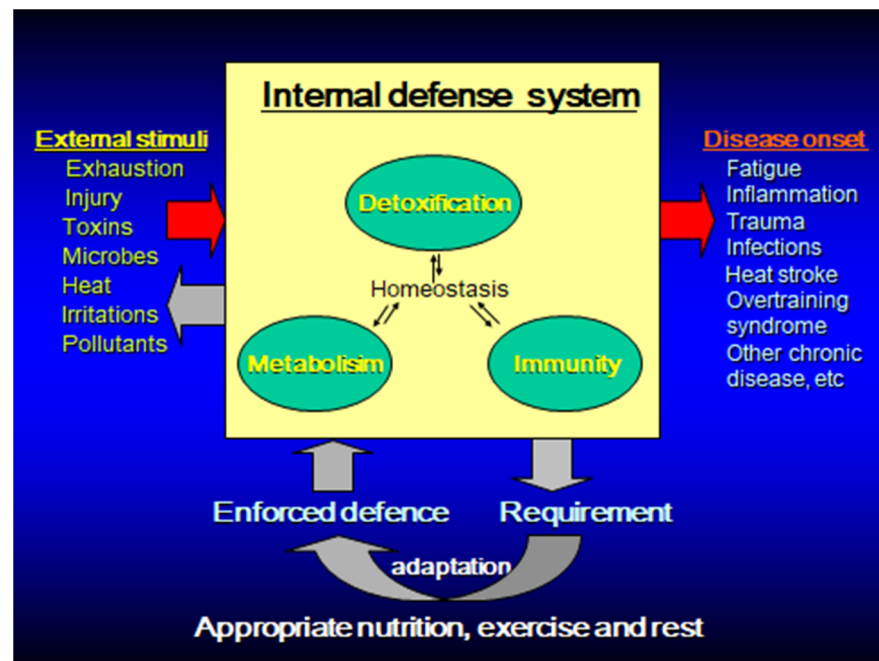 Internal defense system
External stimuli
Exhaustion
Injury
Toxins
Microbes
Heat
Irritations
Pollutants
Detoxification
Homeostasis
Metabolisim
Immunity
Disease onset
Fatigue
Inflammation
Trauma
Infections
Heat stroke
Overtraining
syndrome
Other chronic
disease, etc
Enforced defence
Requirement
adaptation
Appropriate nutrition, exercise and rest